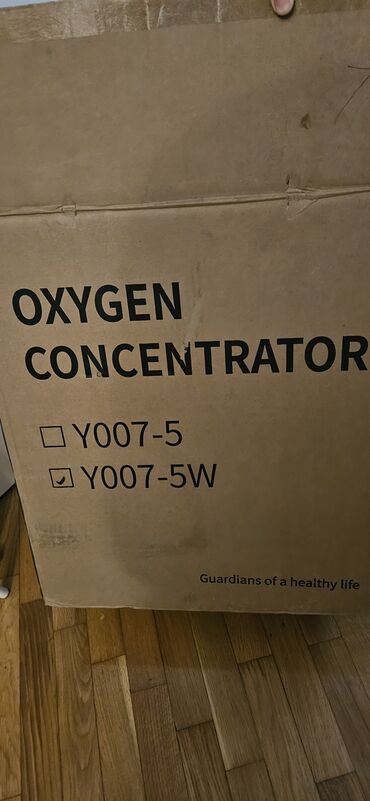 OXYGEN
CONCENTRATOR
☐ Y007-5
☑ Y007-5W
Guardians of a healthy life